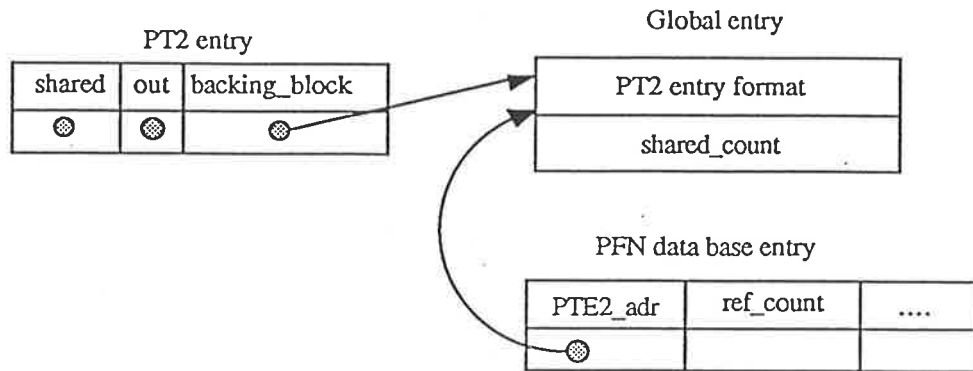 PT2 entry
shared out backing_block
Global entry
PT2 entry format
shared_count
PFN data base entry
PTE2_adr ref_count ....